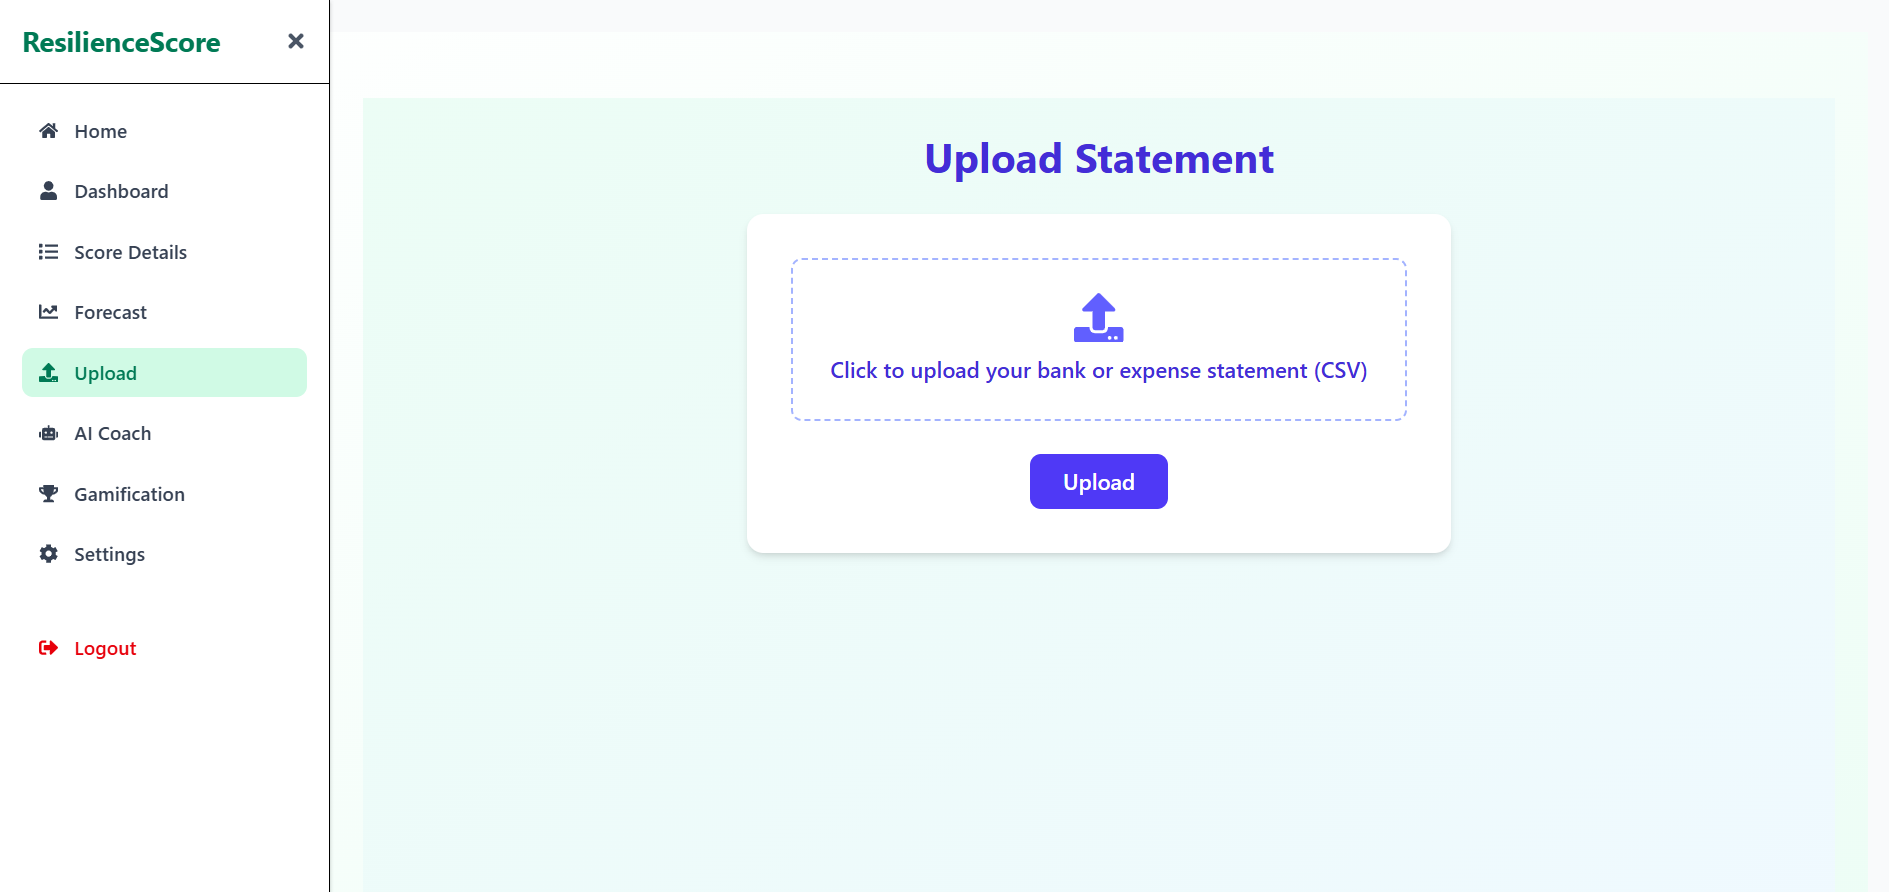 ResilienceScore
Home
Dashboard
Score Details
Forecast
Upload
AI Coach
Gamification
Settings
Logout
Upload Statement
Click to upload your bank or expense statement (CSV)
Upload